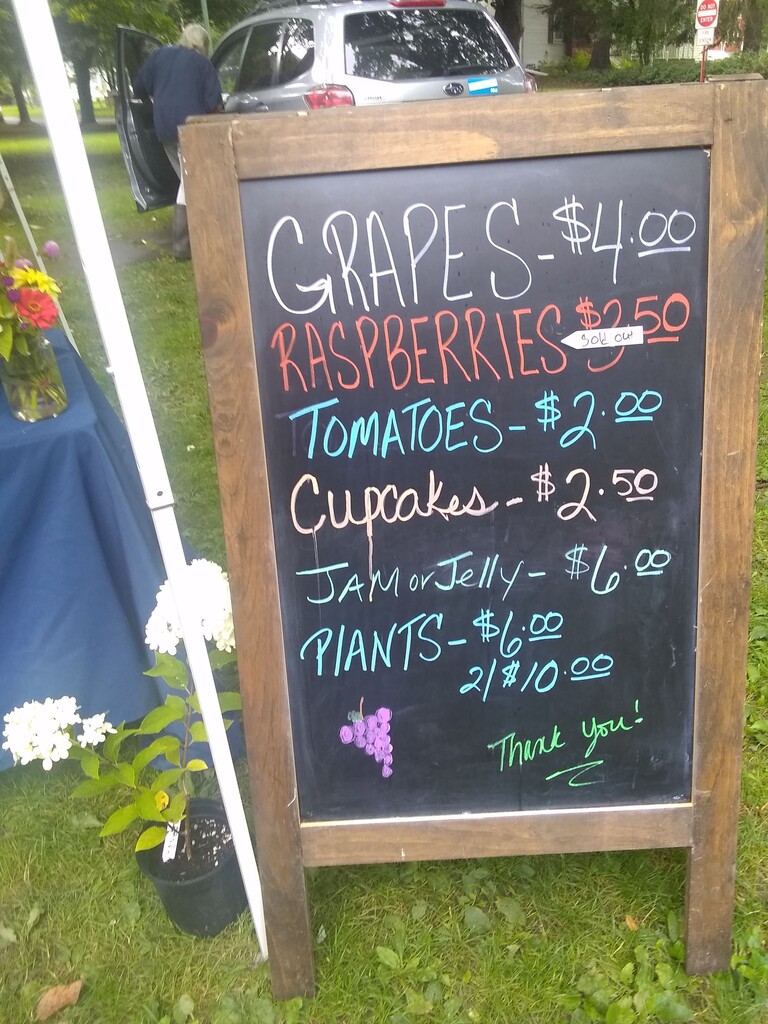 DO NOT
ENTER
GRAPES - $4.00
RASPBERRIES $3.50
Sold out
TOMATOES - $2.00
Cupcakes - $2.50
JAM or Jelly - $6.00
PlANTS - $6.00
2/$10.00
Thank you!